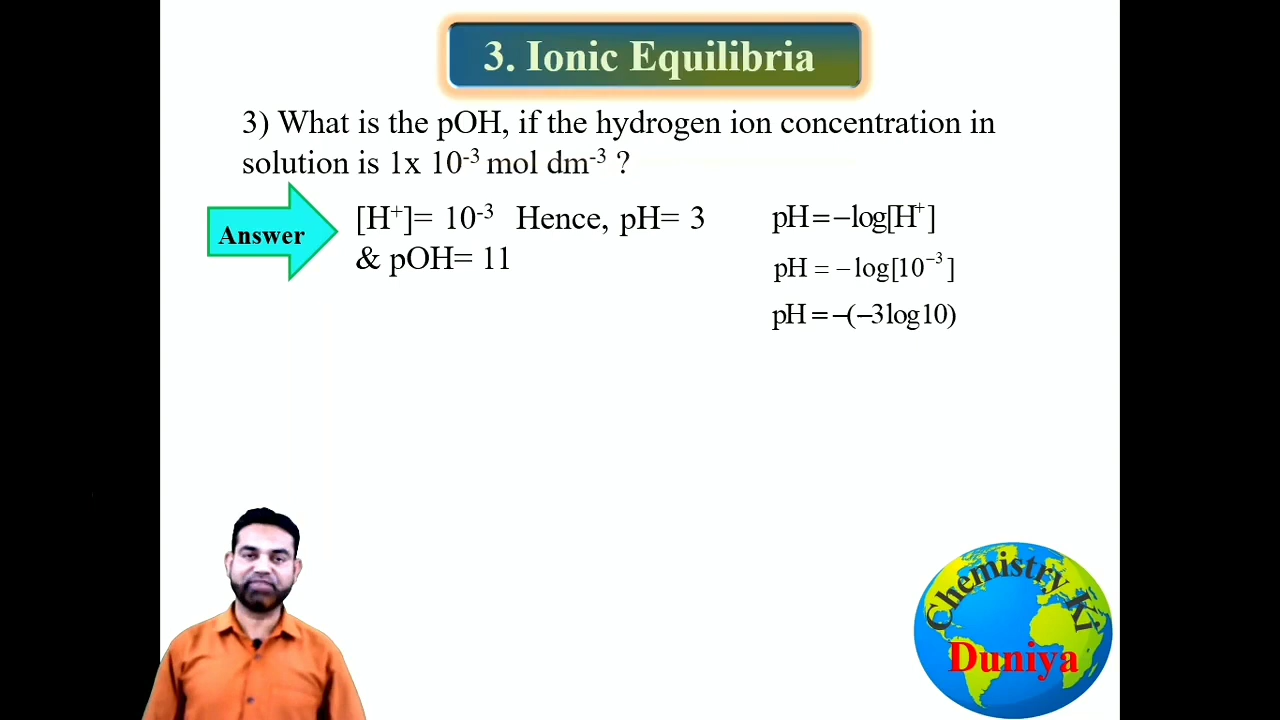 3. Ionic Equilibria
3) What is the pOH, if the hydrogen ion concentration in
solution is 1x 10⁻³ mol dm⁻³ ?
Answer
[H⁺]= 10⁻³ Hence, pH= 3
& pOH= 11
pH=−log[H⁺]
pH = −log[10⁻³]
pH=−(−3log10)
Chemistry Ki
Duniya